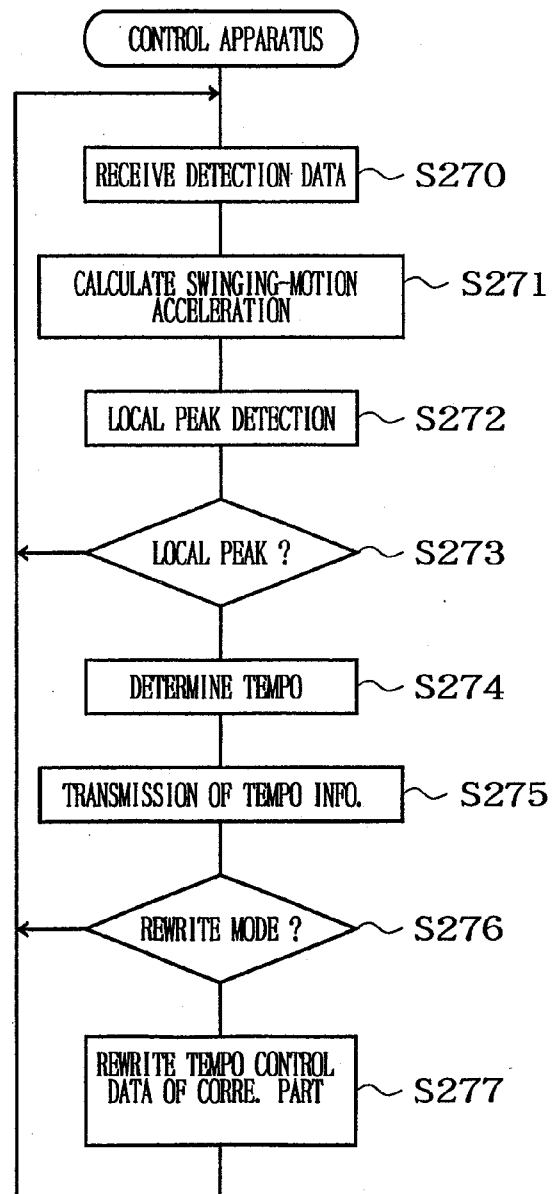 CONTROL APPARATUS
RECEIVE DETECTION DATA
S270
CALCULATE SWINGING-MOTION
ACCELERATION
S271
LOCAL PEAK DETECTION
S272
LOCAL PEAK ?
S273
DETERMINE TEMPO
S274
TRANSMISSION OF TEMPO INFO.
S275
REWRITE MODE ?
S276
REWRITE TEMPO CONTROL
DATA OF CORRE. PART
S277